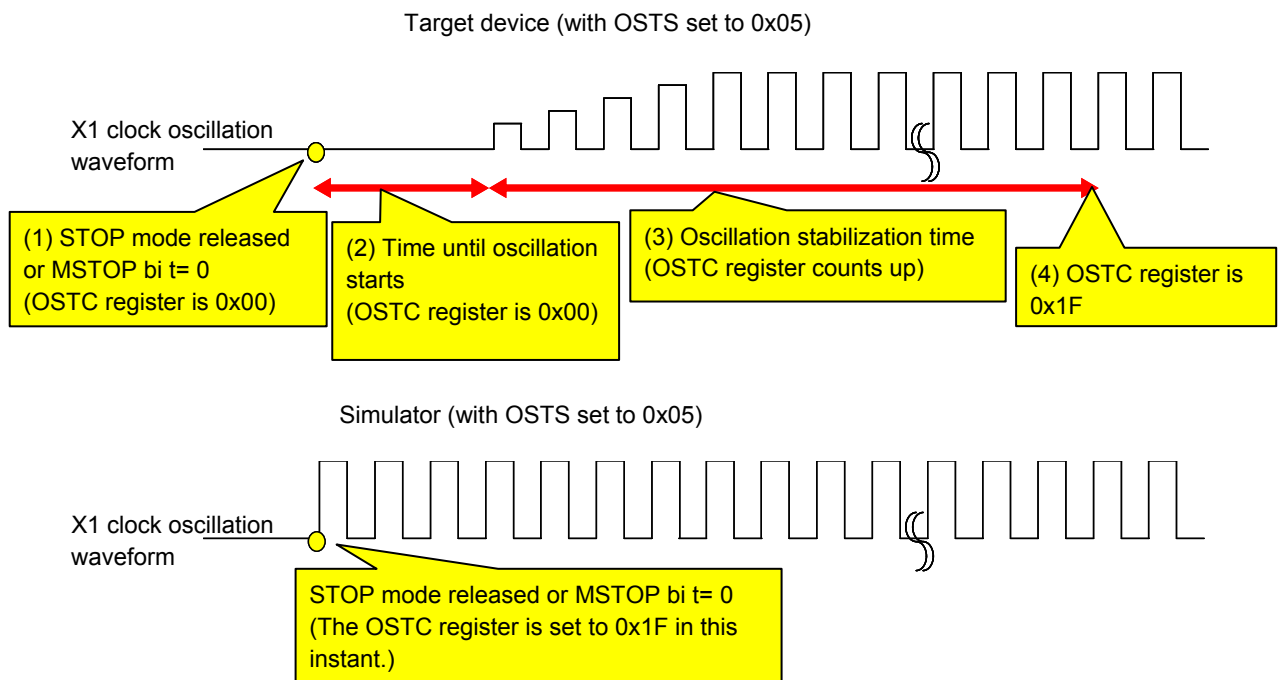 Target device (with OSTS set to 0x05)
X1 clock oscillation
waveform
(1) STOP mode released
or MSTOP bi t= 0
(OSTC register is 0x00)
(2) Time until oscillation
starts
(OSTC register is 0x00)
(3) Oscillation stabilization time
(OSTC register counts up)
(4) OSTC register is
0x1F
Simulator (with OSTS set to 0x05)
X1 clock oscillation
waveform
STOP mode released or MSTOP bi t= 0
(The OSTC register is set to 0x1F in this
instant.)